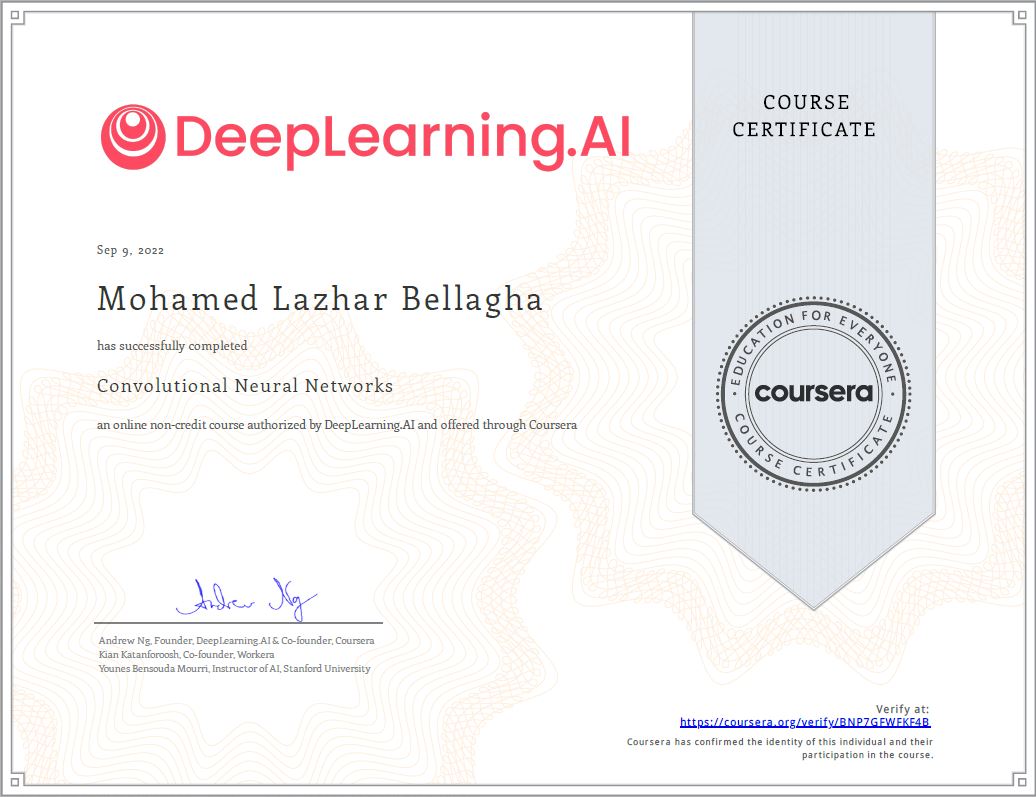 DeepLearning.AI
COURSE
CERTIFICATE
Sep 9, 2022
Mohamed Lazhar Bellagha
has successfully completed
Convolutional Neural Networks
an online non-credit course authorized by DeepLearning.AI and offered through Coursera
EDUCATION FOR EVERYONE
coursera
COURSE CERTIFICATE
Andrew Ng
Andrew Ng, Founder, DeepLearning.AI & Co-founder, Coursera
Kian Katanforoosh, Co-founder, Workera
Younes Bensouda Mourri, Instructor of AI, Stanford University
Verify at:
https://coursera.org/verify/BNP7GFWFKF4B
Coursera has confirmed the identity of this individual and their
participation in the course.